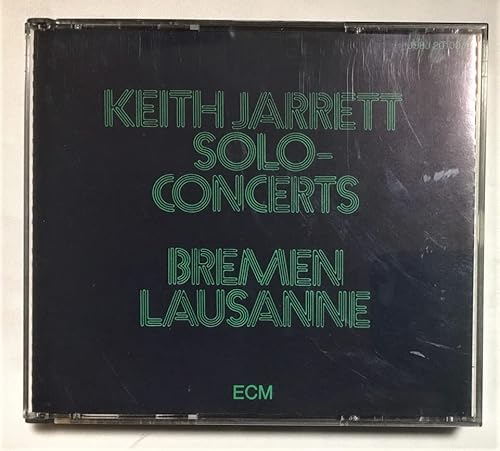 KEITH JARRETT
SOLO-
CONCERTS
BREMEN
LAUSANNE
ECM